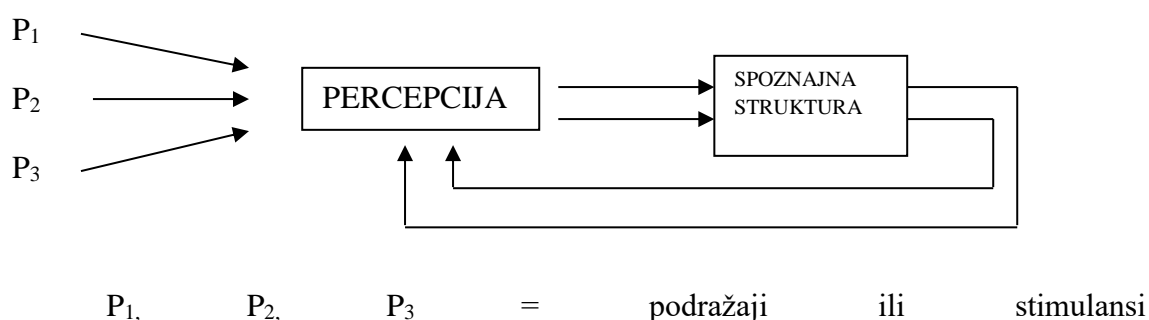 P₁
P₂
P₃
PERCEPCIJA
SPOZNAJNA
STRUKTURA
P₁, P₂, P₃ = podražaji ili stimulansi